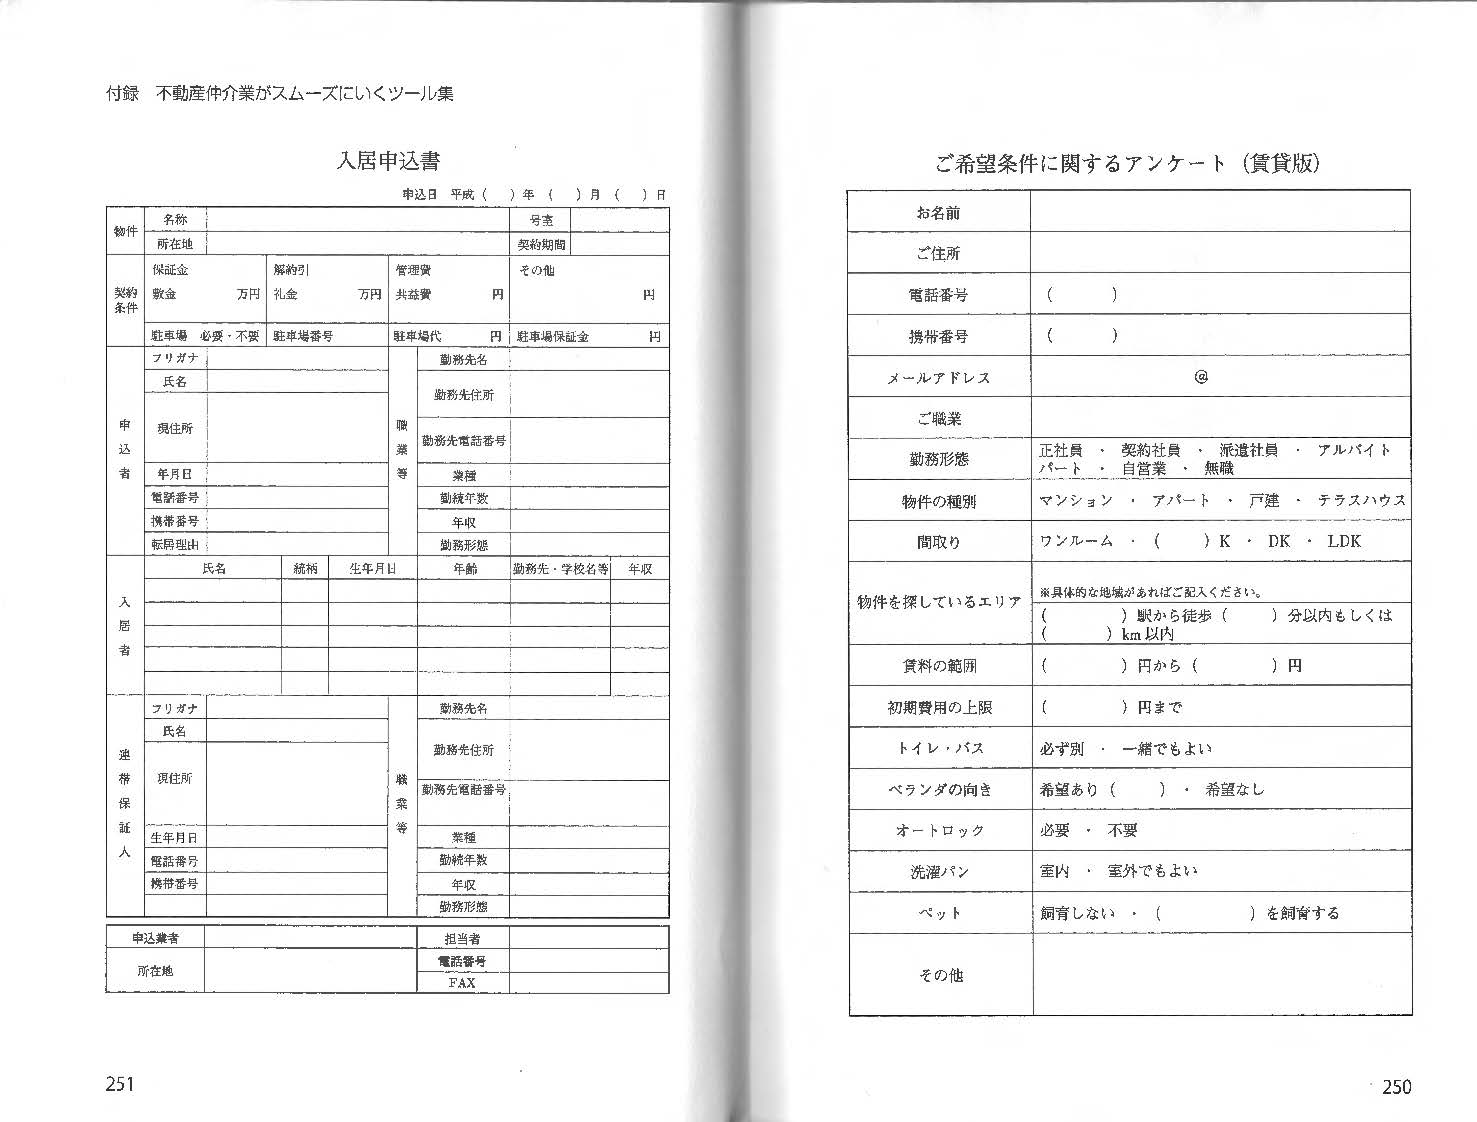 付録　不動産仲介業がスムーズにいくツール集
入居申込書
申込日　平成（　　）年（　　）月（　　）日
物件　名称　号室
所在地　契約期間
契約条件　保証金　解約引　管理費　その他
敷金　万円　礼金　万円　共益費　円　円
駐車場　必要・不要　駐車場番号　駐車場代　円　駐車場保証金　円
申込者　フリガナ　職業等　勤務先名
氏名　勤務先住所
現住所　勤務先電話番号
年月日　業種
電話番号　勤続年数
携帯番号　年収
転居理由　勤務形態
入居者　氏名　続柄　生年月日　年齢　勤務先・学校名等　年収
連帯保証人　フリガナ　職業等　勤務先名
氏名　勤務先住所
現住所　勤務先電話番号
生年月日　業種
電話番号　勤続年数
携帯番号　年収
勤務形態
申込業者　担当者
所在地　電話番号
FAX
251
ご希望条件に関するアンケート（賃貸版）
お名前
ご住所
電話番号　（　　　　）
携帯番号　（　　　　）
メールアドレス　@
ご職業
勤務形態　正社員　・　契約社員　・　派遣社員　・　アルバイト
パート　・　自営業　・　無職
物件の種別　マンション　・　アパート　・　戸建　・　テラスハウス
間取り　ワンルーム　・　（　　　）K　・　DK　・　LDK
物件を探しているエリア　※具体的な地域があればご記入ください。
（　　　　　）駅から徒歩（　　　）分以内もしくは
（　　　　）km以内
賃料の範囲　（　　　　　）円から（　　　　　）円
初期費用の上限　（　　　　　）円まで
トイレ・バス　必ず別　・　一緒でもよい
ベランダの向き　希望あり（　　　）・　希望なし
オートロック　必要　・　不要
洗濯パン　室内　・　室外でもよい
ペット　飼育しない　・　（　　　　　　）を飼育する
その他
250